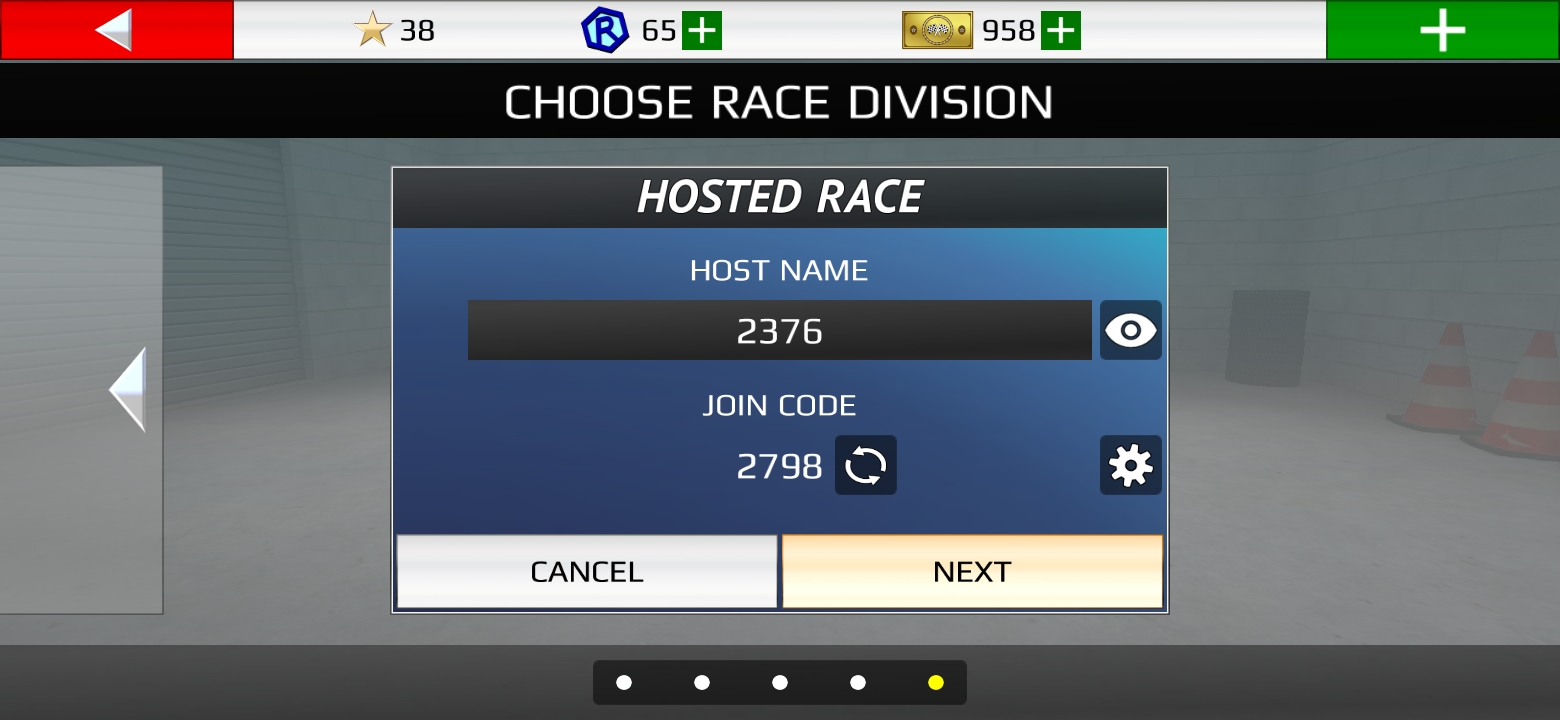 38 65 958
CHOOSE RACE DIVISION
HOSTED RACE
HOST NAME
2376
JOIN CODE
2798
CANCEL NEXT